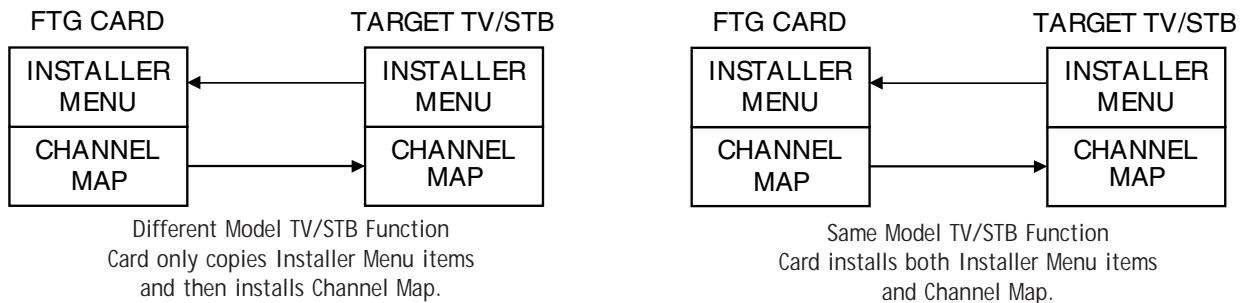 FTG CARD
TARGET TV/STB
INSTALLER
MENU
INSTALLER
MENU
CHANNEL
MAP
CHANNEL
MAP
Different Model TV/STB Function
Card only copies Installer Menu items
and then installs Channel Map.
FTG CARD
TARGET TV/STB
INSTALLER
MENU
INSTALLER
MENU
CHANNEL
MAP
CHANNEL
MAP
Same Model TV/STB Function
Card installs both Installer Menu items
and Channel Map.